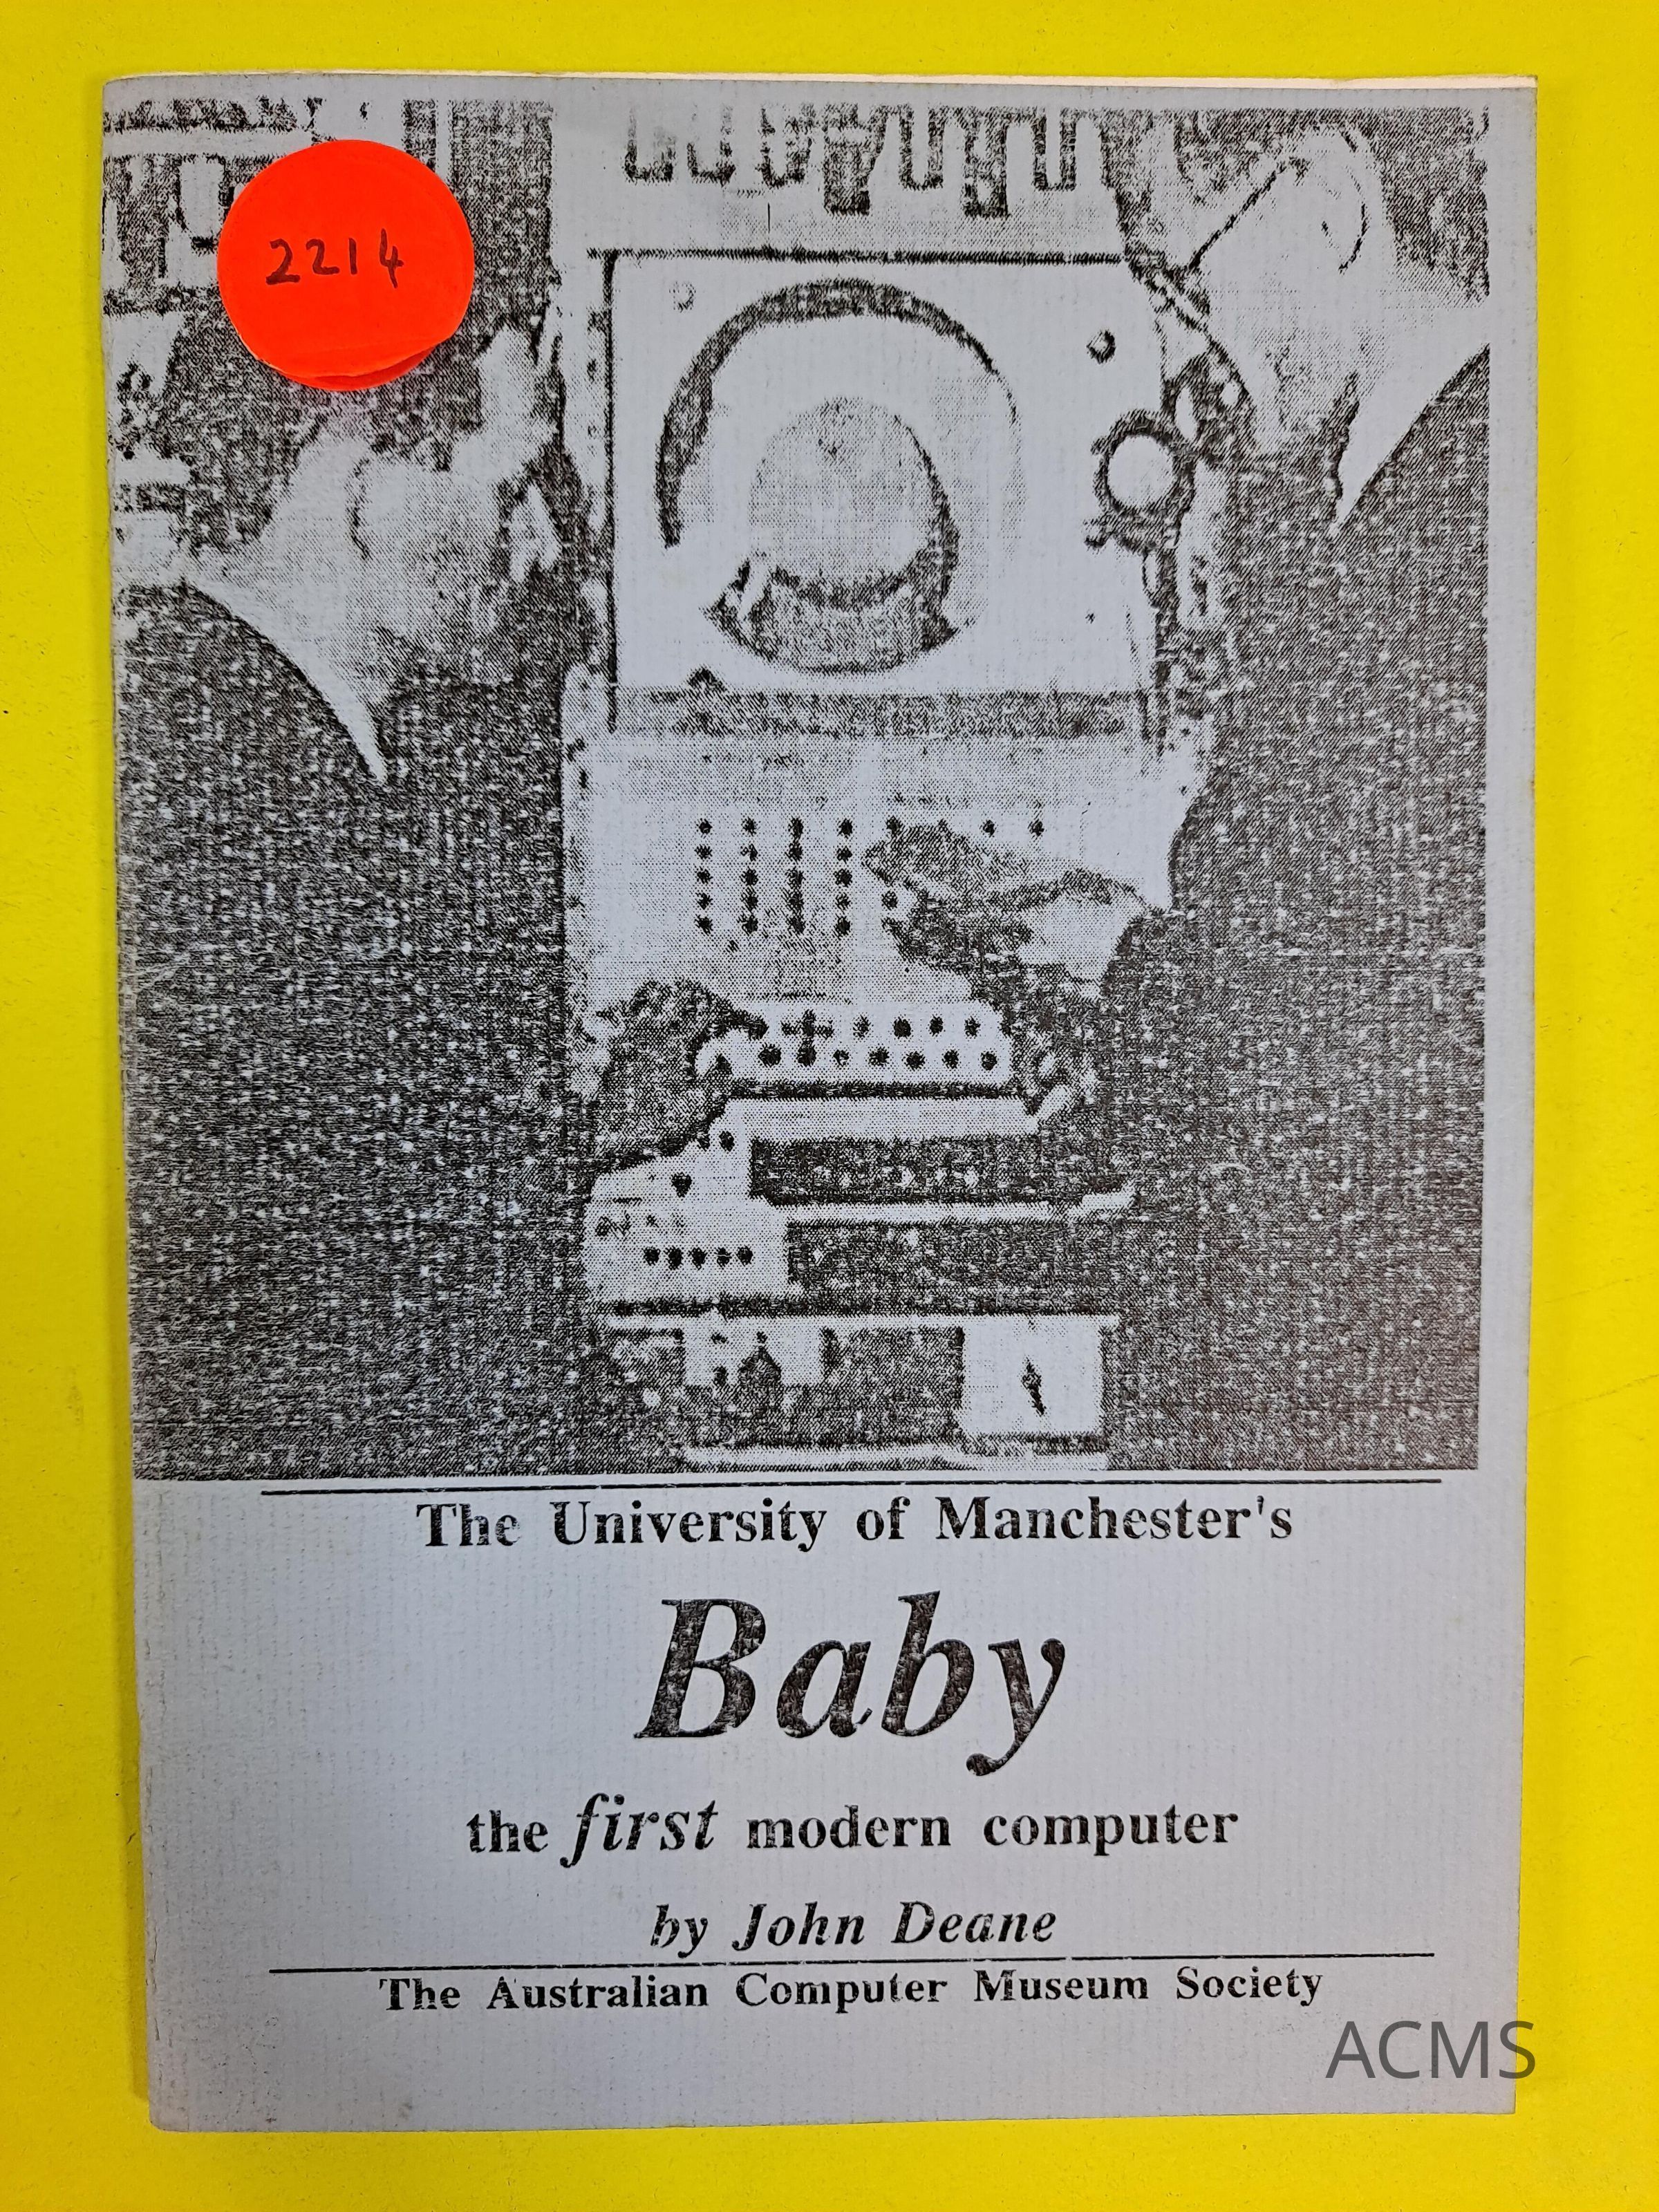 2214
The University of Manchester's
Baby
the first modern computer
by John Deane
The Australian Computer Museum Society
ACMS